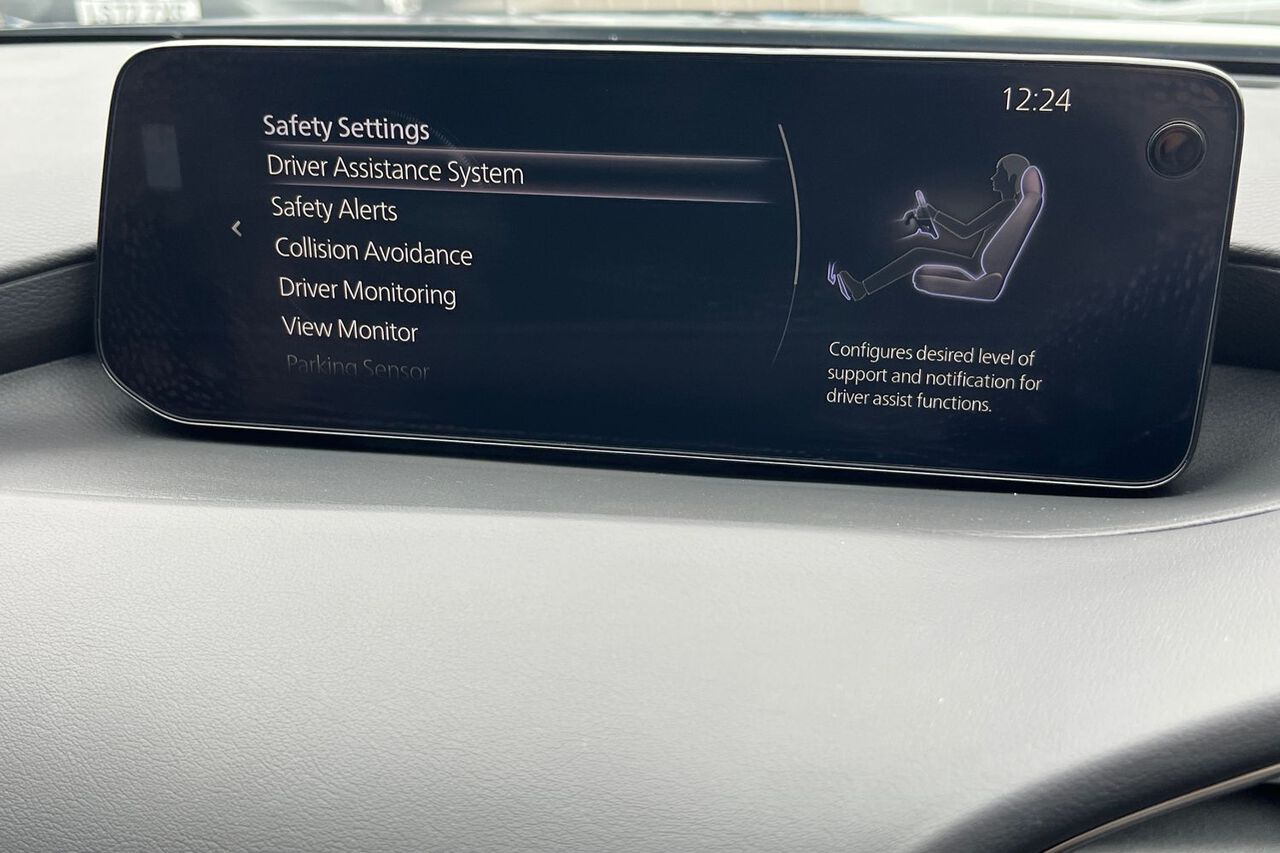 12:24
Safety Settings
Driver Assistance System
Safety Alerts
Collision Avoidance
Driver Monitoring
View Monitor
Parking Sensor
Configures desired level of
support and notification for
driver assist functions.